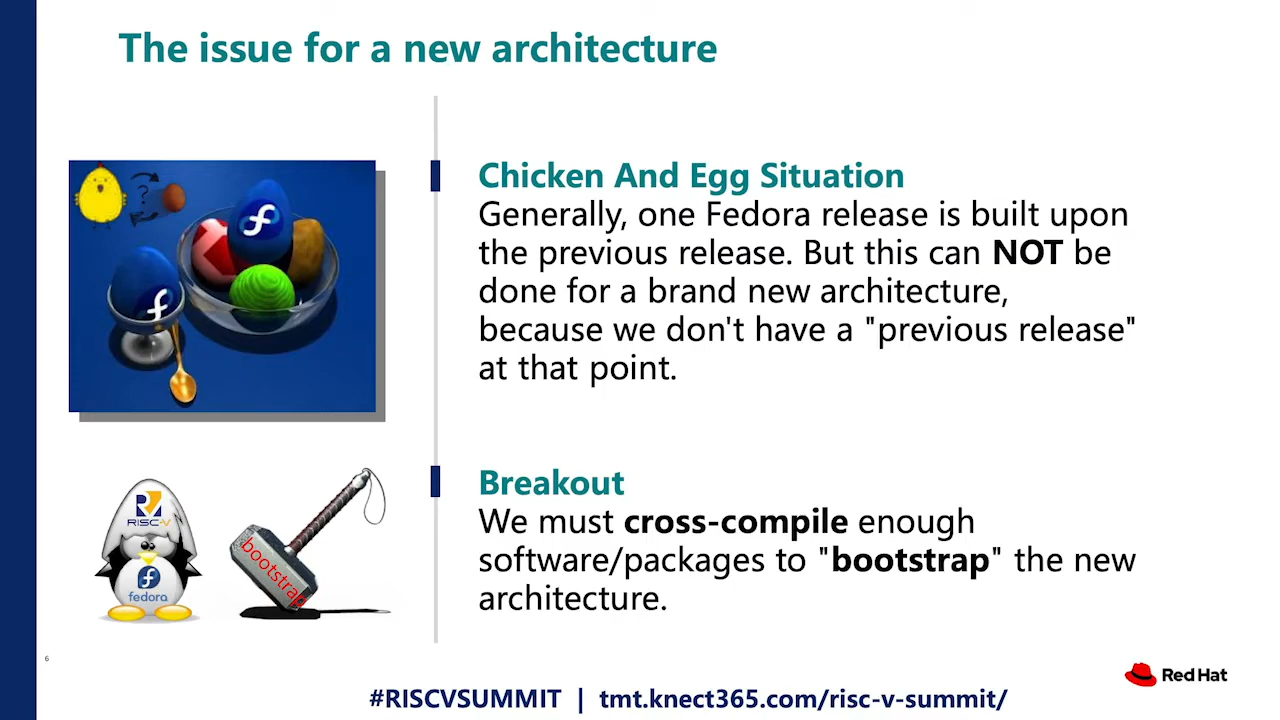 The issue for a new architecture
?
Chicken And Egg Situation
Generally, one Fedora release is built upon
the previous release. But this can NOT be
done for a brand new architecture,
because we don't have a "previous release"
at that point.
RISC-V
fedora
bootstrap
Breakout
We must cross-compile enough
software/packages to "bootstrap" the new
architecture.
6
Red Hat
#RISCVSUMMIT | tmt.knect365.com/risc-v-summit/